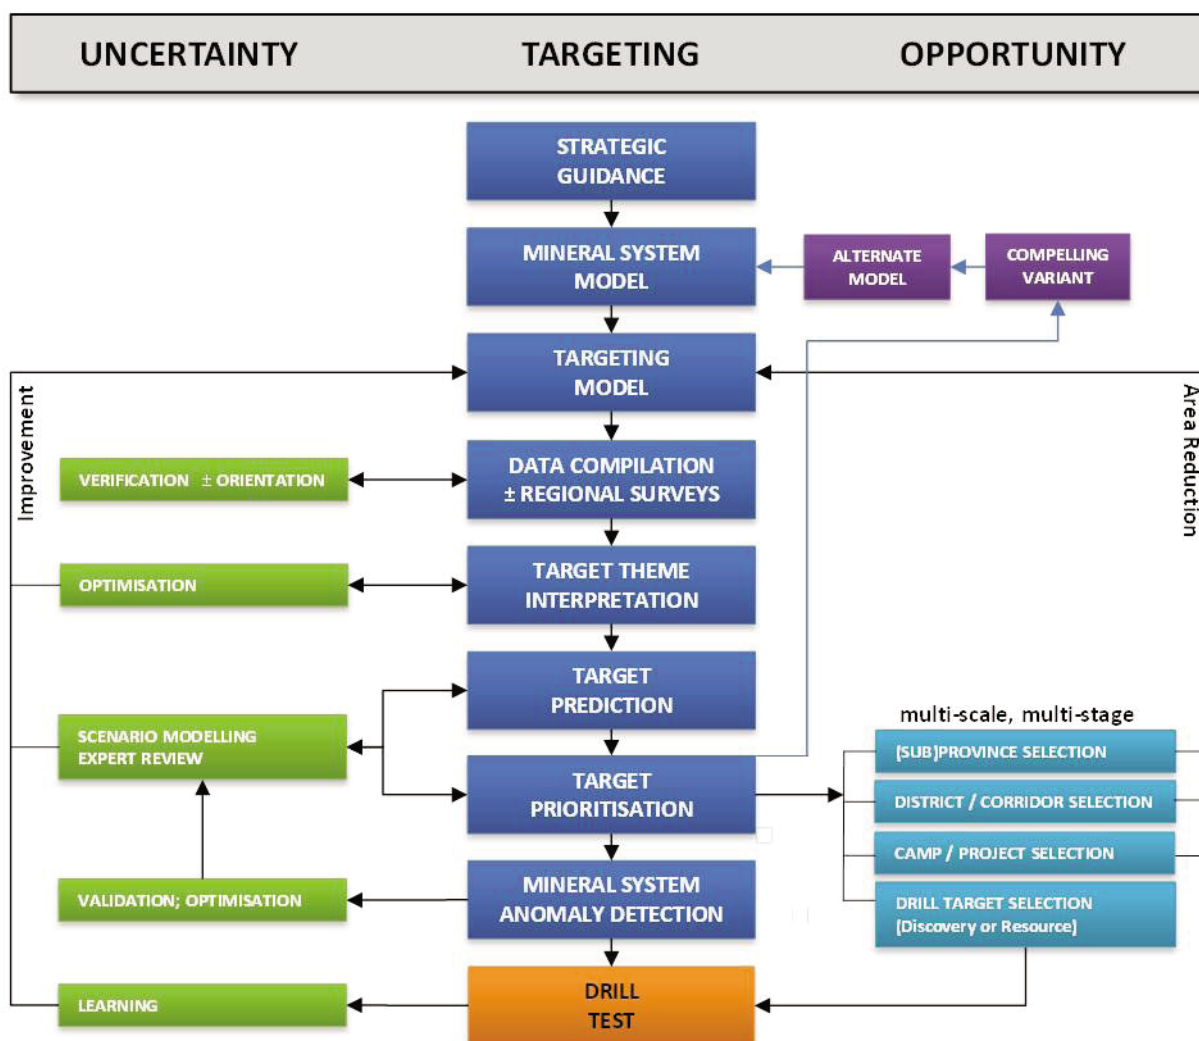 UNCERTAINTY
TARGETING
OPPORTUNITY
STRATEGIC
GUIDANCE
MINERAL SYSTEM
MODEL
ALTERNATE
MODEL
COMPELLING
VARIANT
TARGETING
MODEL
Improvement
Area Reduction
VERIFICATION ± ORIENTATION
DATA COMPILATION
± REGIONAL SURVEYS
OPTIMISATION
TARGET THEME
INTERPRETATION
TARGET
PREDICTION
SCENARIO MODELLING
EXPERT REVIEW
TARGET
PRIORITISATION
multi-scale, multi-stage
(SUB)PROVINCE SELECTION
DISTRICT / CORRIDOR SELECTION
CAMP / PROJECT SELECTION
DRILL TARGET SELECTION
(Discovery or Resource)
VALIDATION; OPTIMISATION
MINERAL SYSTEM
ANOMALY DETECTION
LEARNING
DRILL
TEST